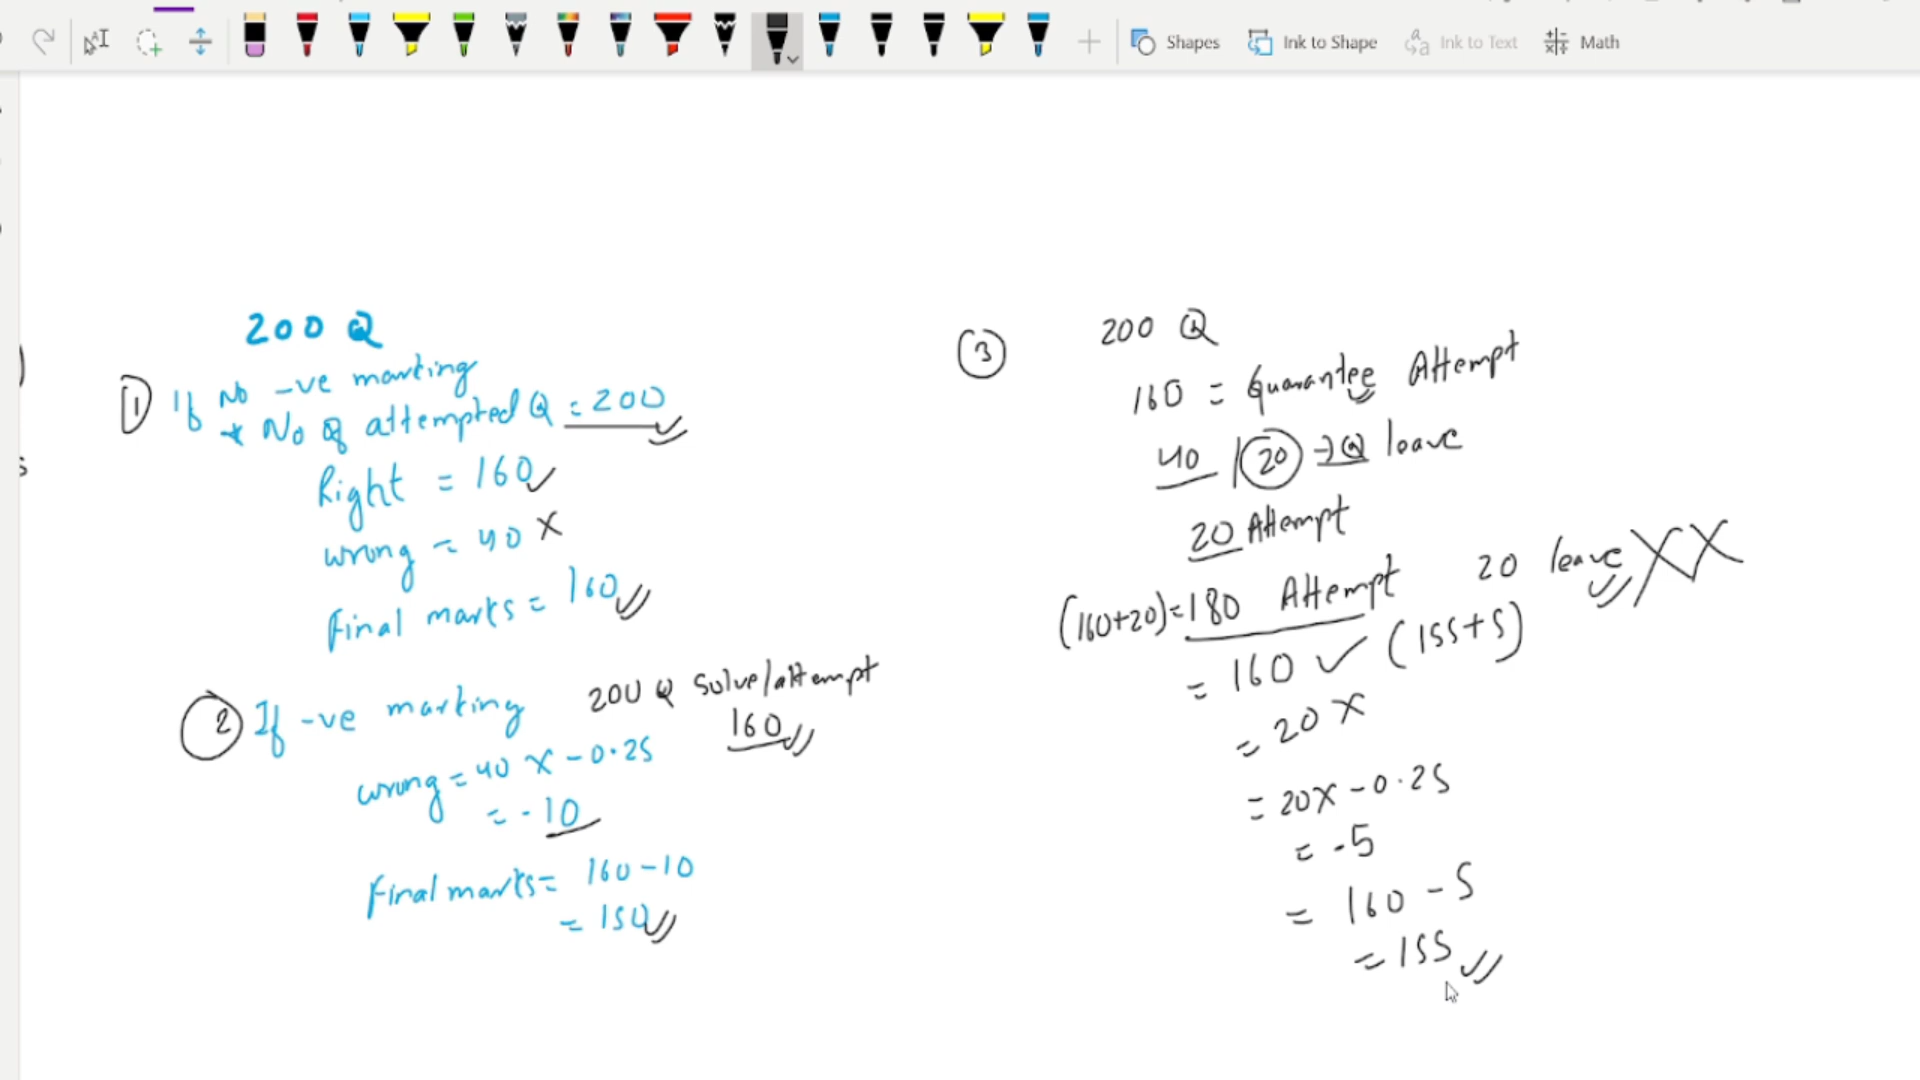 Shapes
Ink to Shape
Ink to Text
Math
200 Q
1 If No -ve marking
* No of attempted Q = 200
Right = 160 ✓
wrong = 40 X
Final marks = 160
2 If -ve marking
200 Q Solve/attempt
160
wrong = 40 X - 0.25
= -10
Final marks = 160 - 10
= 150
3
200 Q
160 = Guarantee Attempt
40 / 20 → Q leave
20 Attempt
(160+20) = 180 Attempt 20 leave XX
= 160 ✓ (155+5)
= 20 X
= 20X - 0.25
= -5
= 160 - 5
= 155